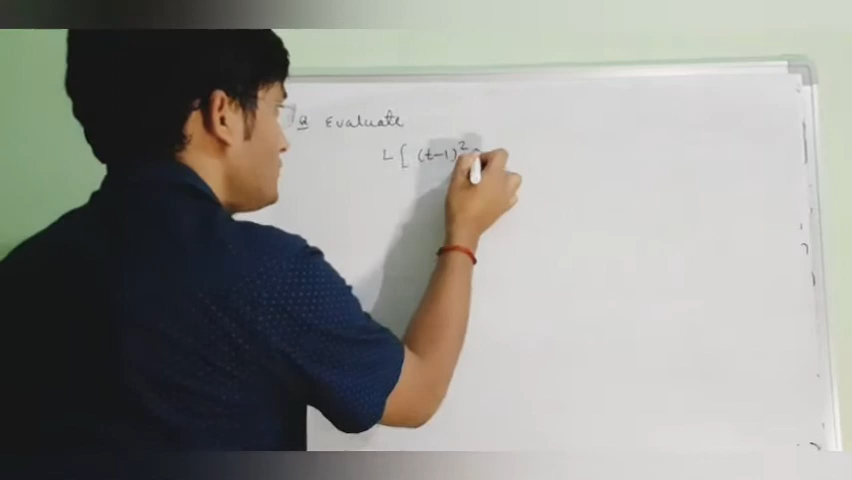 Q Evaluate
L [ (t-1)²